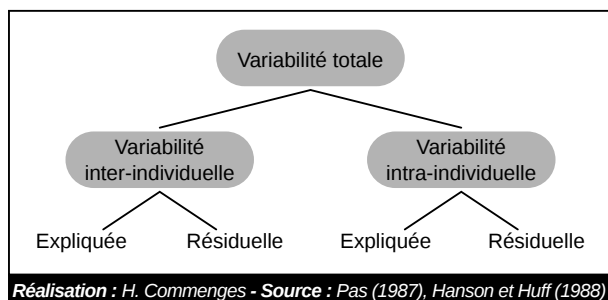 Variabilité totale
Variabilité
inter-individuelle
Variabilité
intra-individuelle
Expliquée
Résiduelle
Expliquée
Résiduelle
Réalisation : H. Commenges - Source : Pas (1987), Hanson et Huff (1988)